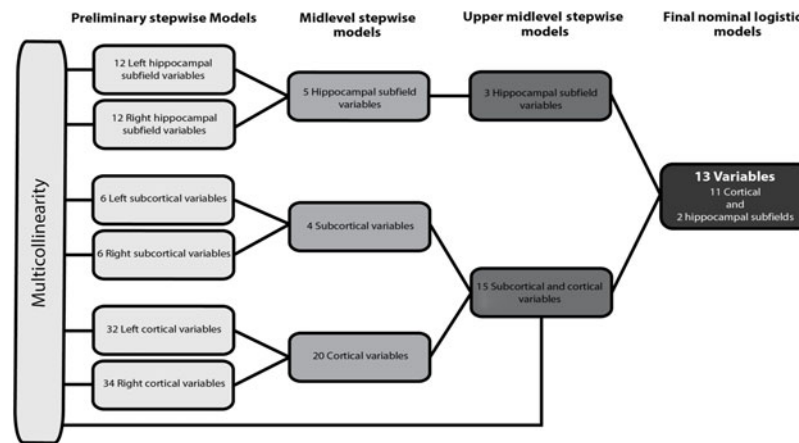 Preliminary stepwise Models
Midlevel stepwise
models
Upper midlevel stepwise
models
Final nominal logistic
models
Multicollinearity
12 Left hippocampal
subfield variables
12 Right hippocampal
subfield variables
5 Hippocampal subfield
variables
3 Hippocampal subfield
variables
13 Variables
11 Cortical
and
2 hippocampal subfields
6 Left subcortical variables
6 Right subcortical variables
4 Subcortical variables
15 Subcortical and cortical
variables
32 Left cortical variables
34 Right cortical variables
20 Cortical variables